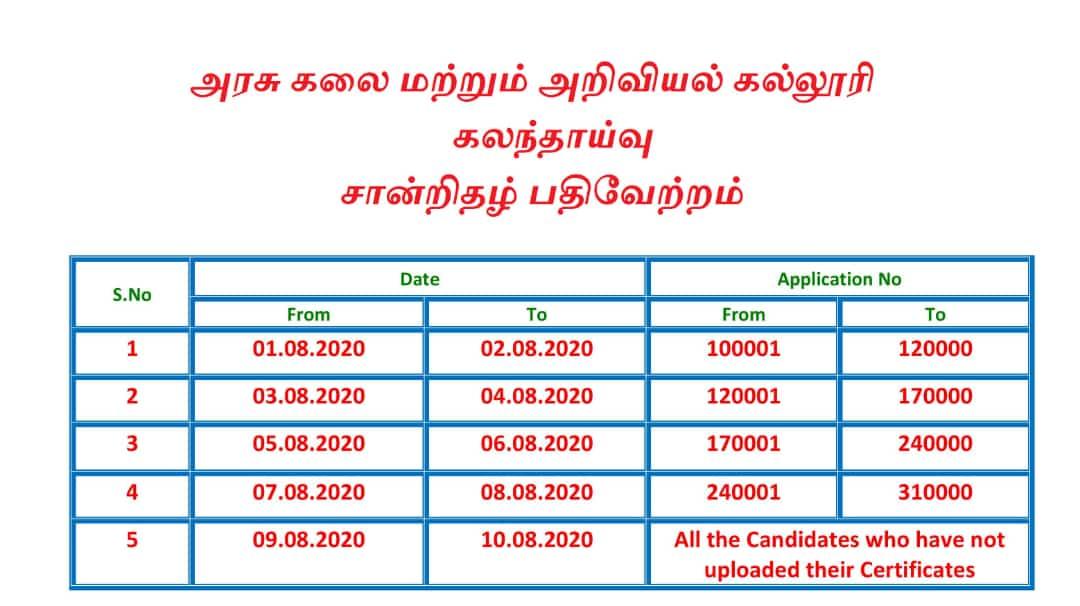 அரசு கலை மற்றும் அறிவியல் கல்லூரி
கலந்தாய்வு
சான்றிதழ் பதிவேற்றம்
S.No Date Application No
From To From To
1 01.08.2020 02.08.2020 100001 120000
2 03.08.2020 04.08.2020 120001 170000
3 05.08.2020 06.08.2020 170001 240000
4 07.08.2020 08.08.2020 240001 310000
5 09.08.2020 10.08.2020 All the Candidates who have not
uploaded their Certificates